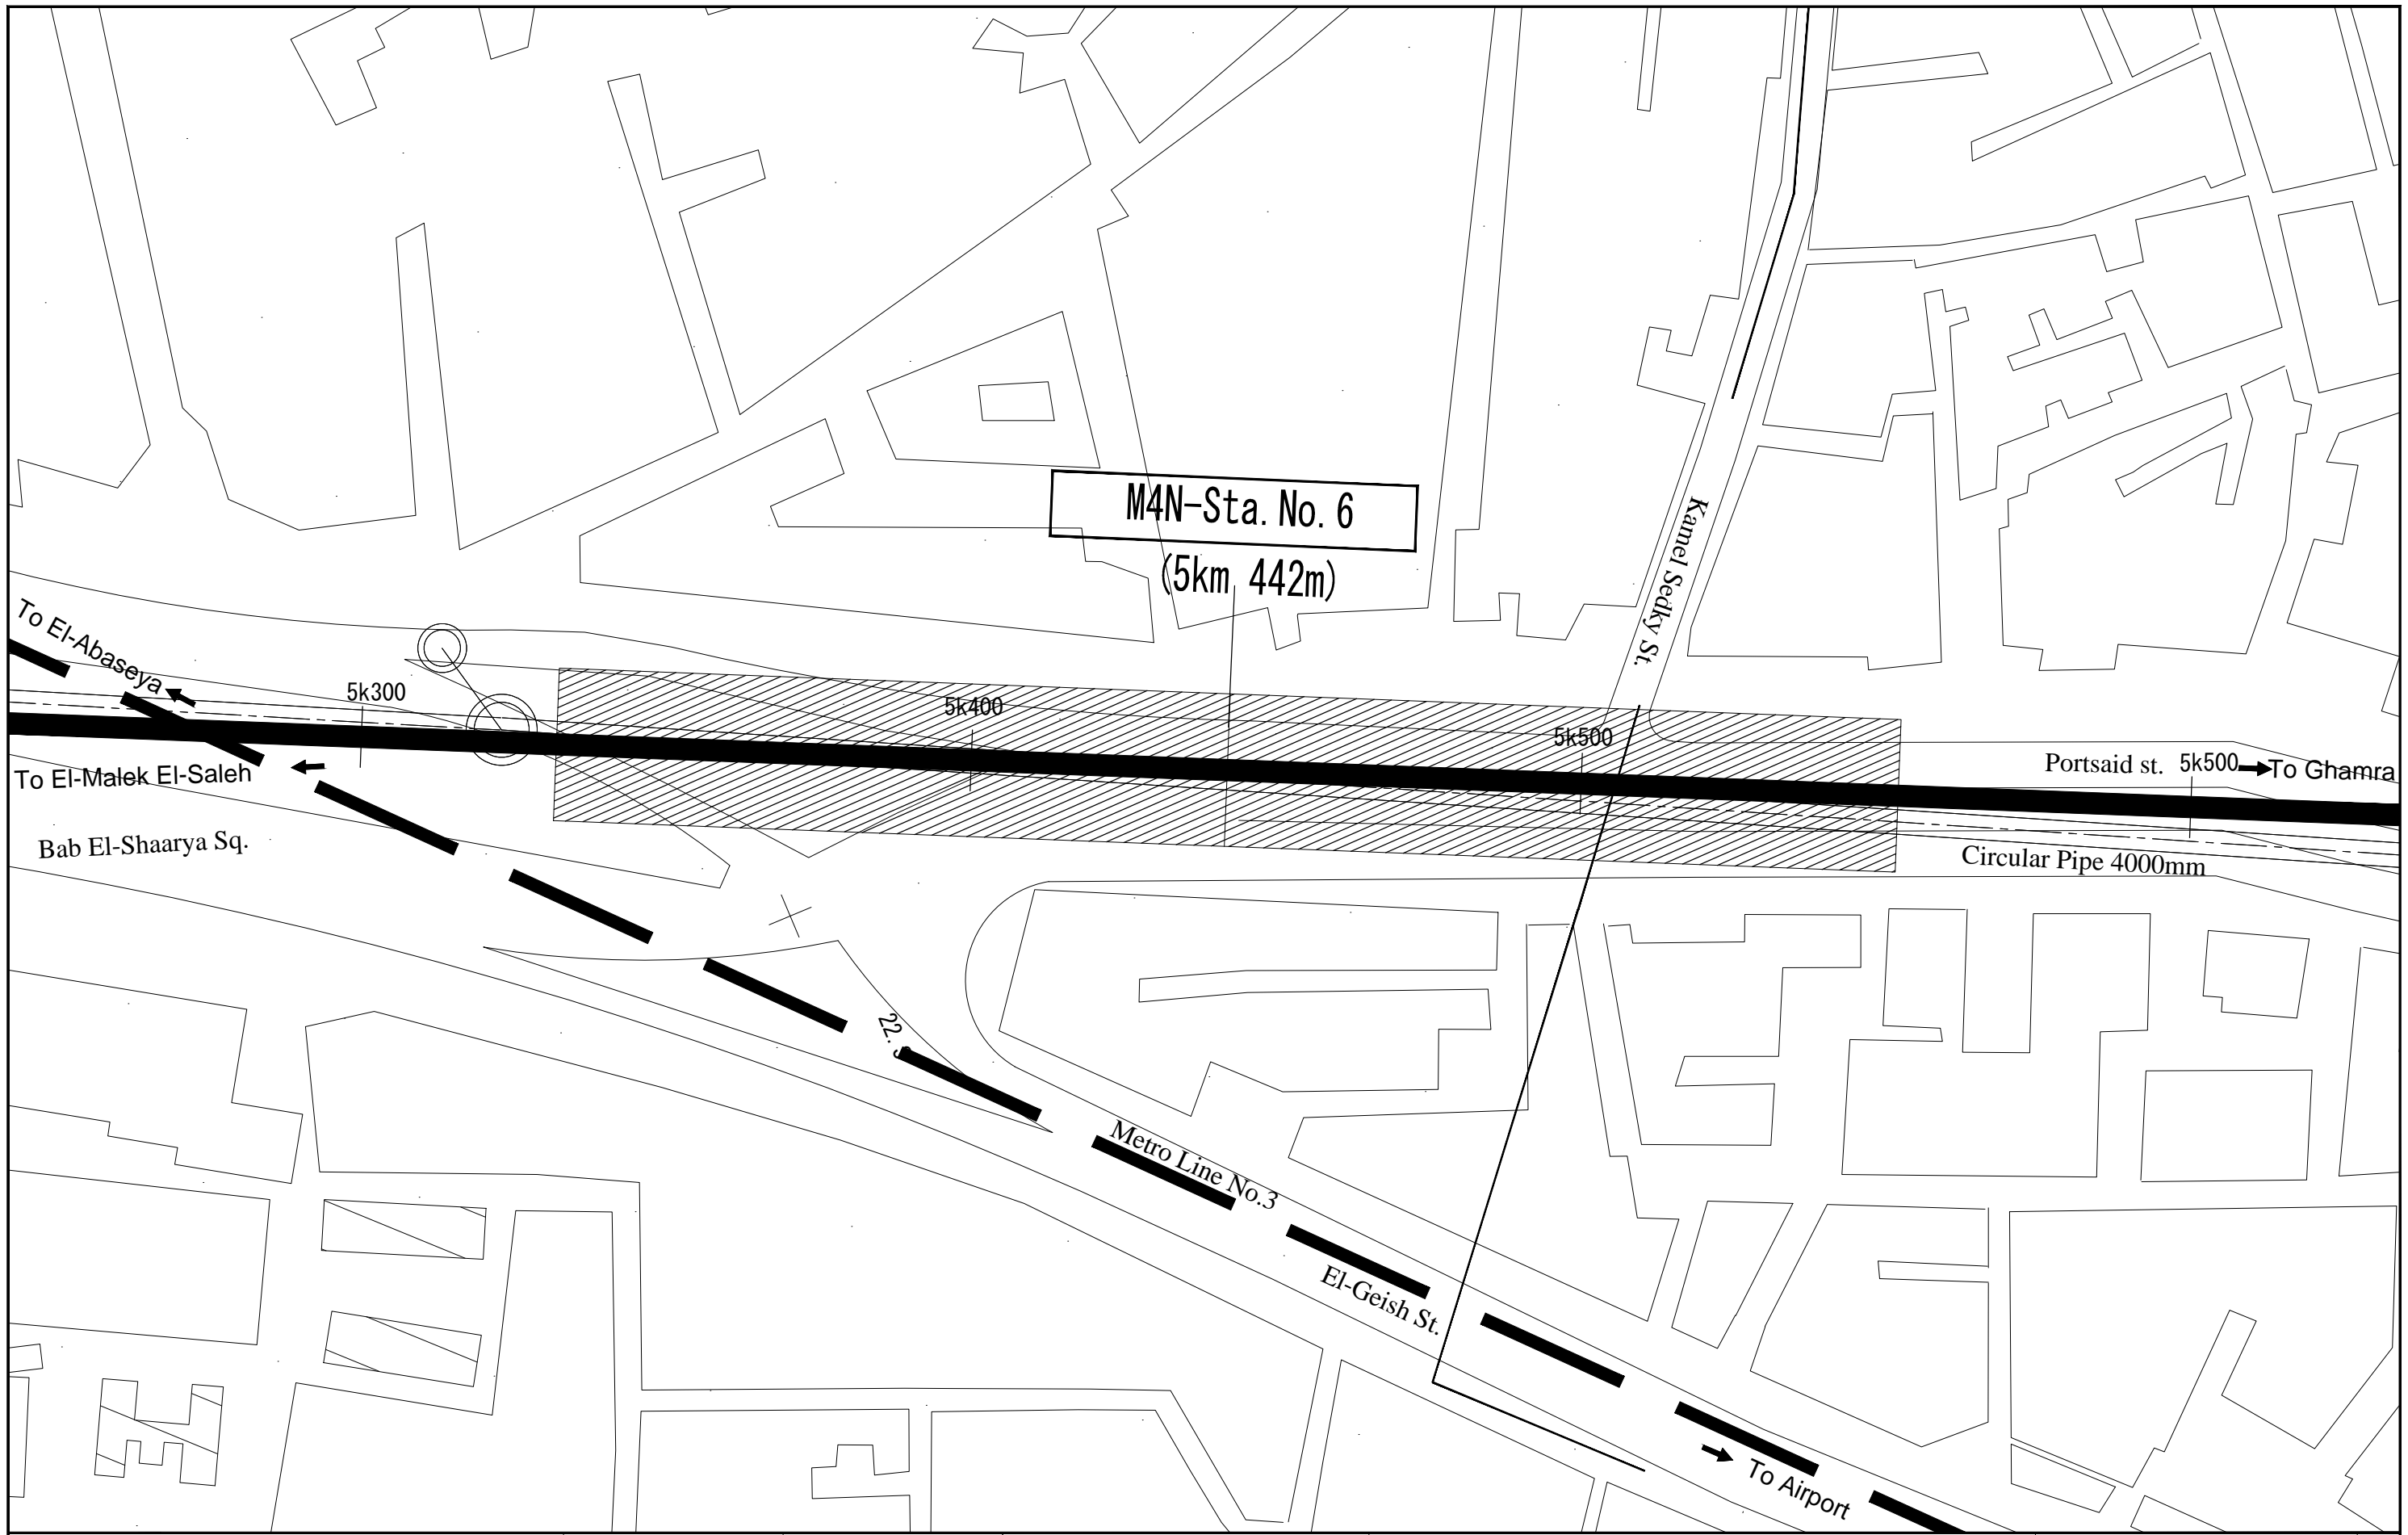 M4N-Sta. No. 6
(5km 442m)
Kamel Sedky St.
To El-Abaseya
5k300
5k400
5k500
Portsaid st.
5k500
To Ghamra
To El-Malek El-Saleh
Bab El-Shaarya Sq.
Circular Pipe 4000mm
22.
Metro Line No.3
El-Geish St.
To Airport